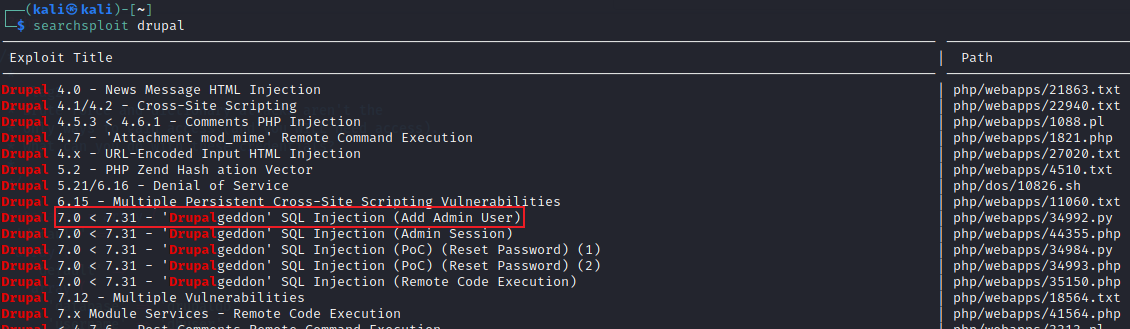 (kali㉿kali)-[~]
$ searchsploit drupal
Exploit Title | Path
Drupal 4.0 - News Message HTML Injection | php/webapps/21863.txt
Drupal 4.1/4.2 - Cross-Site Scripting | php/webapps/22940.txt
Drupal 4.5.3 < 4.6.1 - Comments PHP Injection | php/webapps/1088.pl
Drupal 4.7 - 'Attachment mod_mime' Remote Command Execution | php/webapps/1821.php
Drupal 4.x - URL-Encoded Input HTML Injection | php/webapps/27020.txt
Drupal 5.2 - PHP Zend Hash ation Vector | php/webapps/4510.txt
Drupal 5.21/6.16 - Denial of Service | php/dos/10826.sh
Drupal 6.15 - Multiple Persistent Cross-Site Scripting Vulnerabilities | php/webapps/11060.txt
Drupal 7.0 < 7.31 - 'Drupalgeddon' SQL Injection (Add Admin User) | php/webapps/34992.py
Drupal 7.0 < 7.31 - 'Drupalgeddon' SQL Injection (Admin Session) | php/webapps/44355.php
Drupal 7.0 < 7.31 - 'Drupalgeddon' SQL Injection (PoC) (Reset Password) (1) | php/webapps/34984.py
Drupal 7.0 < 7.31 - 'Drupalgeddon' SQL Injection (PoC) (Reset Password) (2) | php/webapps/34993.php
Drupal 7.0 < 7.31 - 'Drupalgeddon' SQL Injection (Remote Code Execution) | php/webapps/35150.php
Drupal 7.12 - Multiple Vulnerabilities | php/webapps/18564.txt
Drupal 7.x Module Services - Remote Code Execution | php/webapps/41564.php